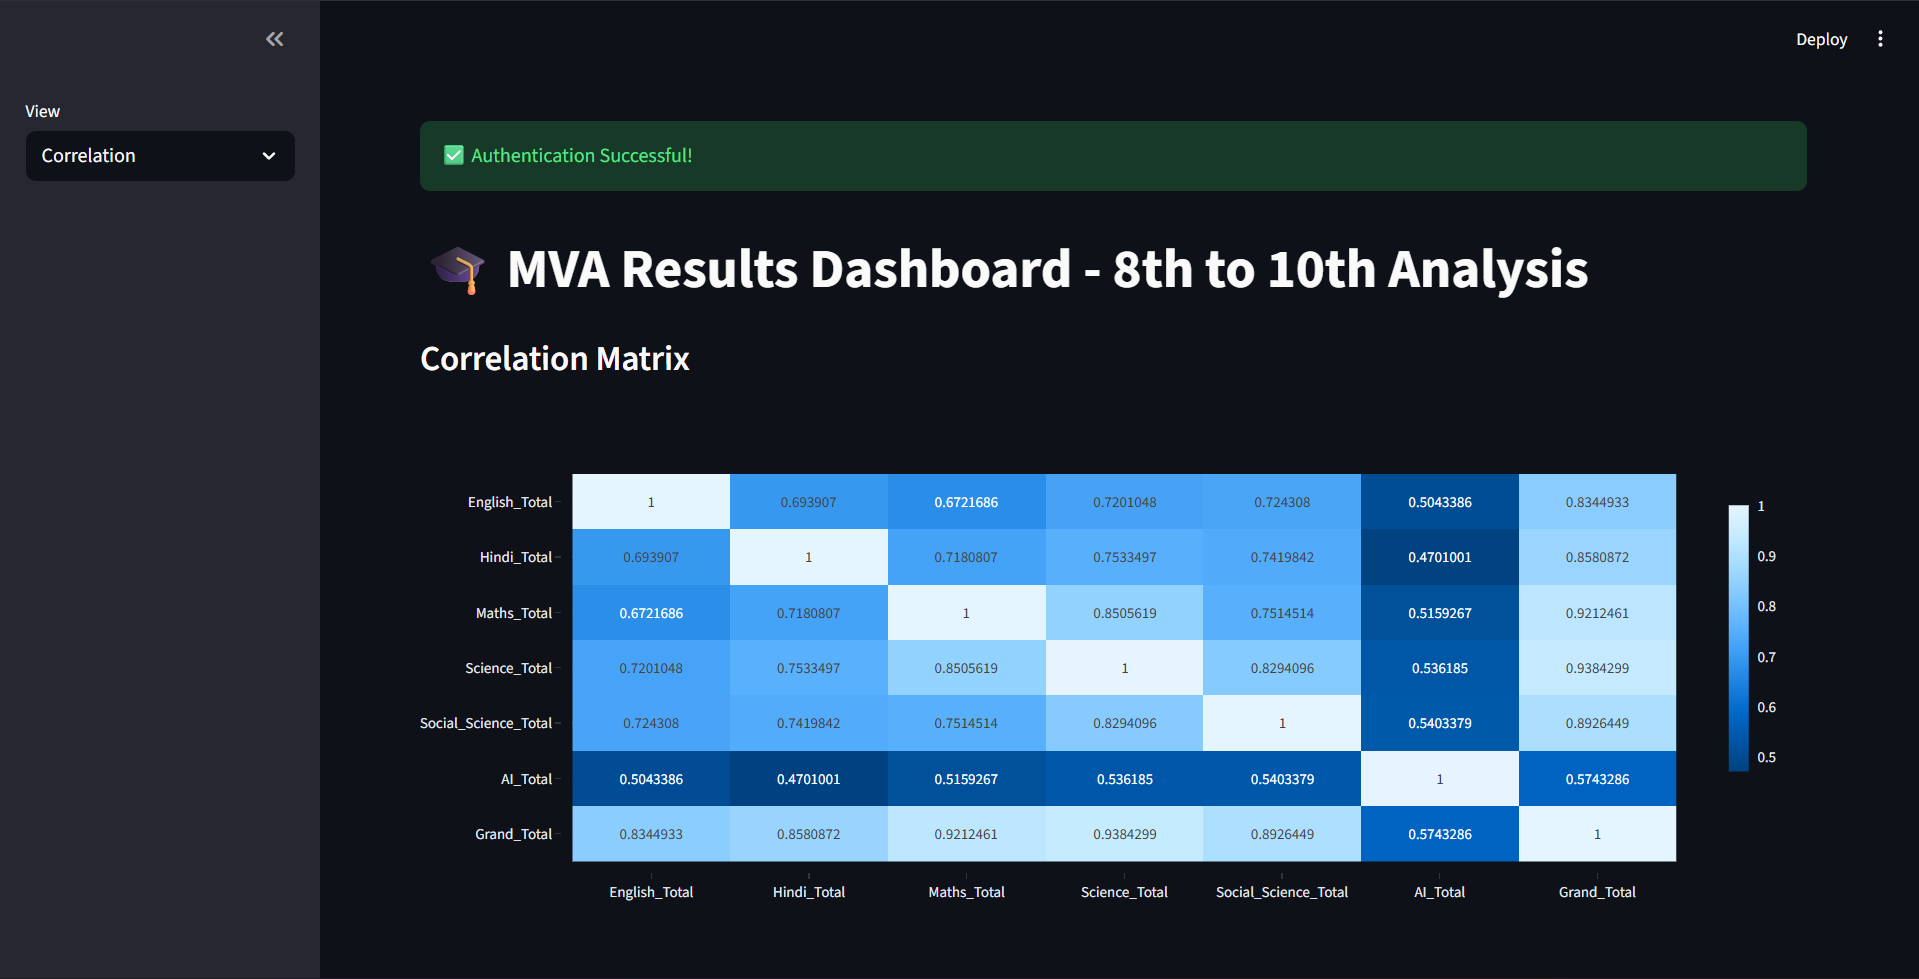 Deploy
View
Correlation
✅ Authentication Successful!
🎓 MVA Results Dashboard - 8th to 10th Analysis
Correlation Matrix
English_Total 1 0.693907 0.6721686 0.7201048 0.724308 0.5043386 0.8344933
Hindi_Total 0.693907 1 0.7180807 0.7533497 0.7419842 0.4701001 0.8580872
Maths_Total 0.6721686 0.7180807 1 0.8505619 0.7514514 0.5159267 0.9212461
Science_Total 0.7201048 0.7533497 0.8505619 1 0.8294096 0.536185 0.9384299
Social_Science_Total 0.724308 0.7419842 0.7514514 0.8294096 1 0.5403379 0.8926449
AI_Total 0.5043386 0.4701001 0.5159267 0.536185 0.5403379 1 0.5743286
Grand_Total 0.8344933 0.8580872 0.9212461 0.9384299 0.8926449 0.5743286 1
English_Total Hindi_Total Maths_Total Science_Total Social_Science_Total AI_Total Grand_Total
1
0.9
0.8
0.7
0.6
0.5